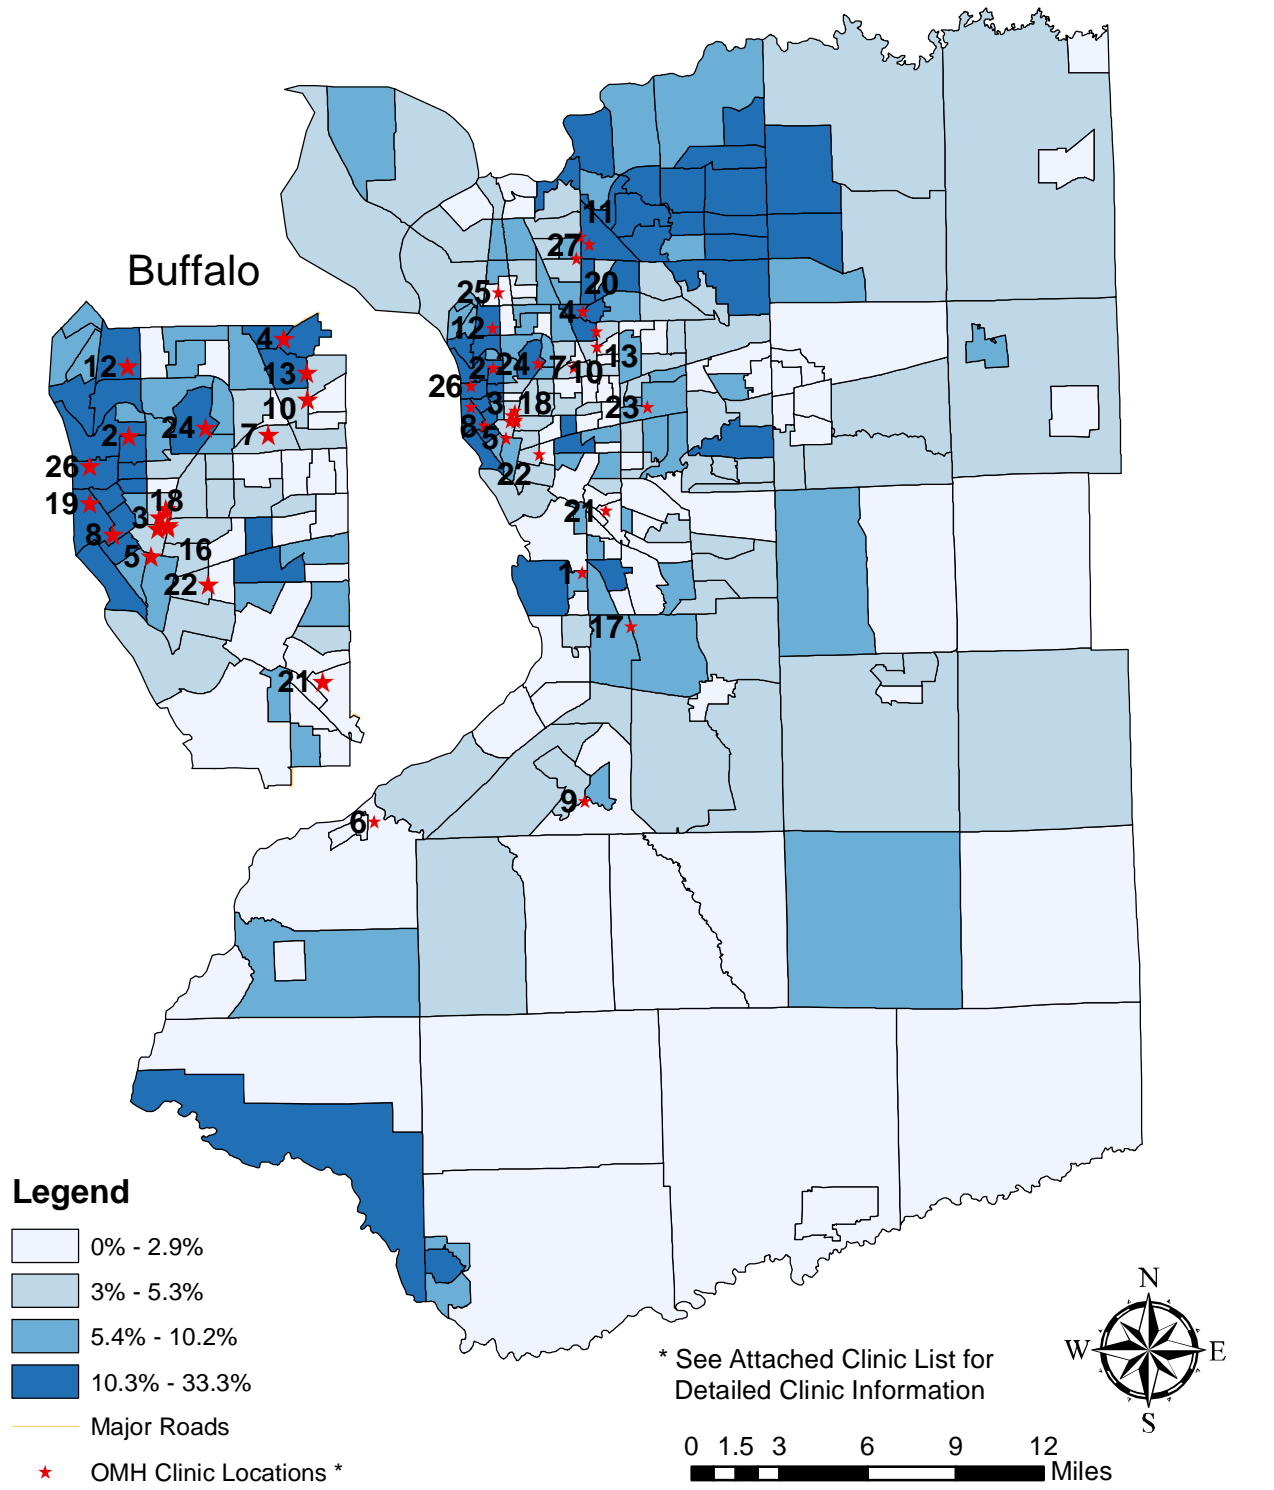 Buffalo
11
27
20
25
4
12
13
2
24
7
10
26
3
18
23
8
5
22
21
1
17
9
6
4
12
13
10
2
24
7
26
19
18
3
8
16
5
22
21
Legend
0% - 2.9%
3% - 5.3%
5.4% - 10.2%
10.3% - 33.3%
Major Roads
OMH Clinic Locations *
* See Attached Clinic List for
Detailed Clinic Information
0 1.5 3 6 9 12
Miles
N
W E
S